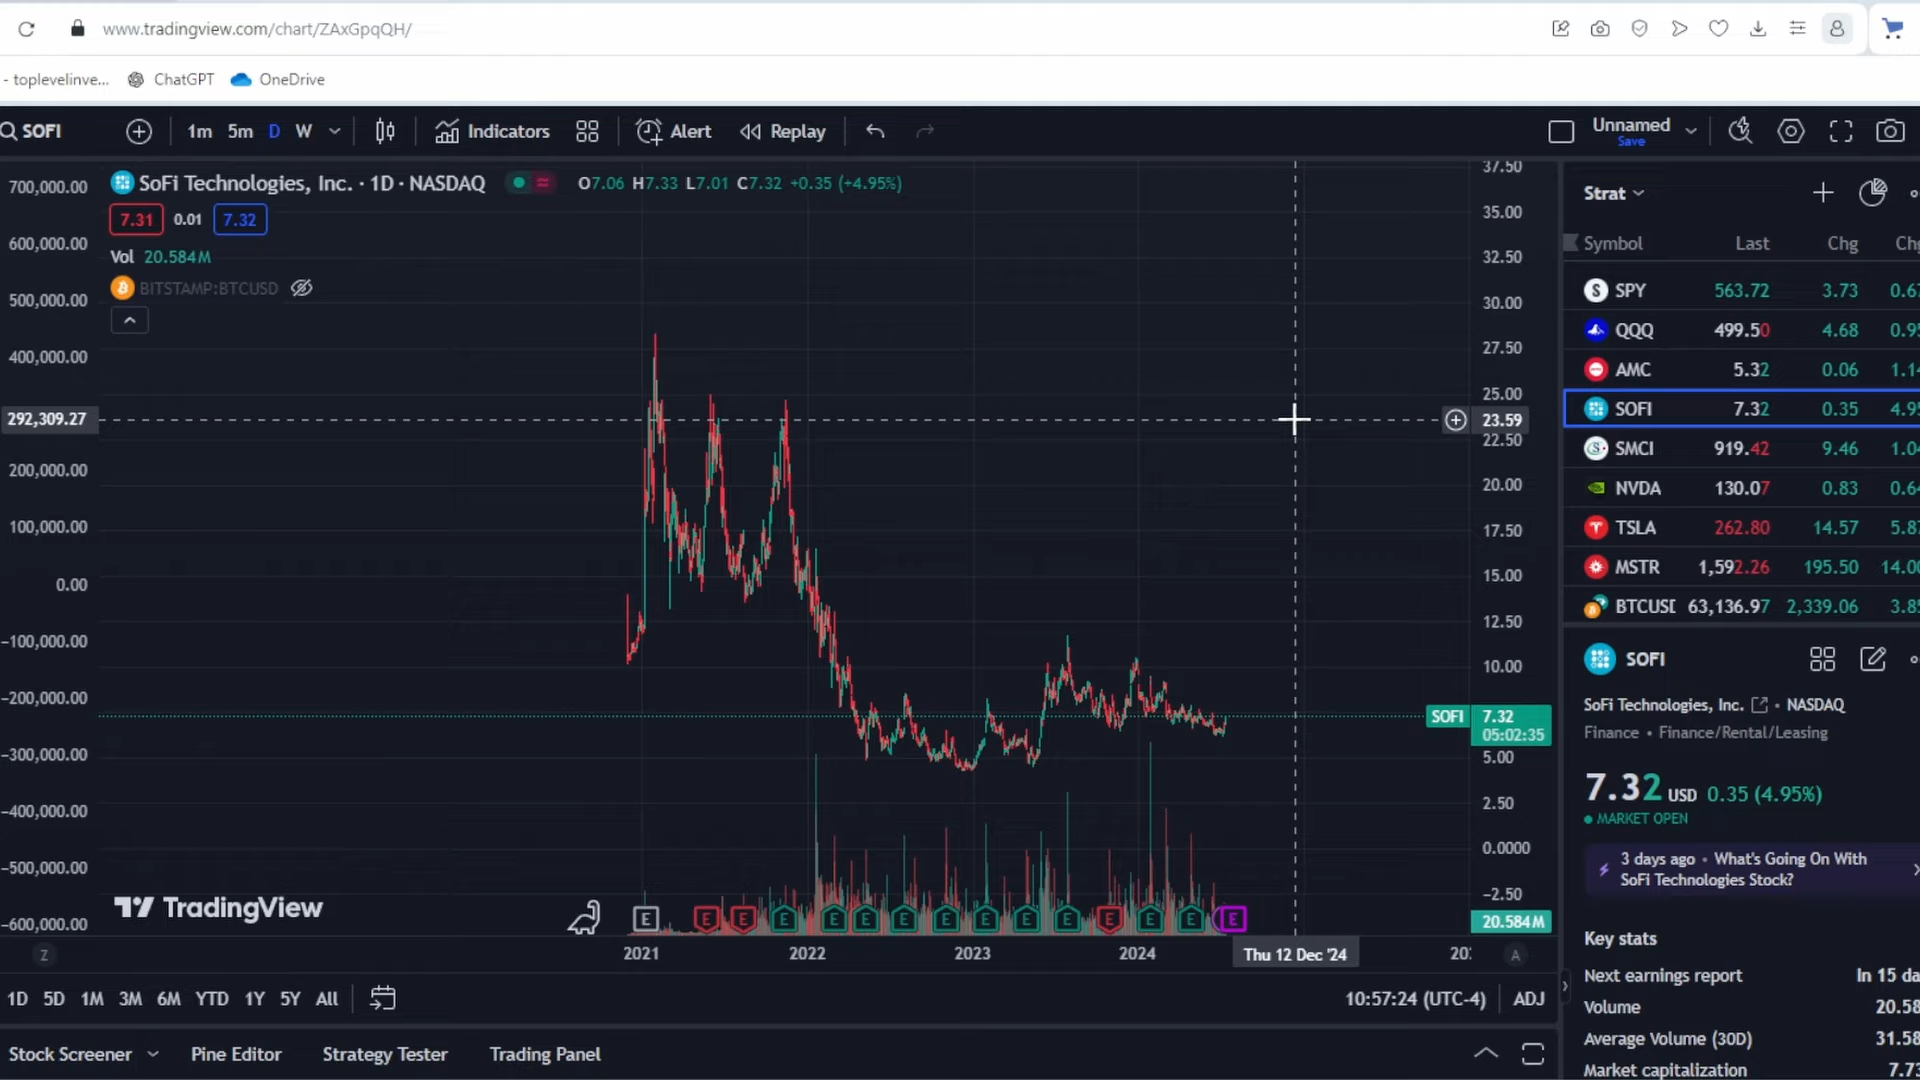 www.tradingview.com/chart/ZAxGpqQH/
- toplevelinve... ChatGPT OneDrive
SOFI 1m 5m D W Indicators Alert Replay Unnamed
Save
SoFi Technologies, Inc. · 1D · NASDAQ O7.06 H7.33 L7.01 C7.32 +0.35 (+4.95%)
7.31 0.01 7.32
Vol 20.584M
BITSTAMP:BTCUSD
700,000.00
600,000.00
500,000.00
400,000.00
292,309.27
200,000.00
100,000.00
0.00
-100,000.00
-200,000.00
-300,000.00
-400,000.00
-500,000.00
-600,000.00
37.50
35.00
32.50
30.00
27.50
25.00
23.59
22.50
20.00
17.50
15.00
12.50
10.00
SOFI 7.32
05:02:35
5.00
2.50
0.0000
-2.50
20.584M
TradingView
E E E E E E E E E E E E E E E
Z 2021 2022 2023 2024 Thu 12 Dec '24 A
1D 5D 1M 3M 6M YTD 1Y 5Y All 10:57:24 (UTC-4) ADJ
Stock Screener Pine Editor Strategy Tester Trading Panel
Strat
Symbol Last Chg
SPY 563.72 3.73
QQQ 499.50 4.68
AMC 5.32 0.06
SOFI 7.32 0.35
SMCI 919.42 9.46
NVDA 130.07 0.83
TSLA 262.80 14.57
MSTR 1,592.26 195.50 14.00
BTCUSD 63,136.97 2,339.06
SOFI
SoFi Technologies, Inc. • NASDAQ
Finance • Finance/Rental/Leasing
7.32 USD 0.35 (4.95%)
MARKET OPEN
3 days ago • What's Going On With
SoFi Technologies Stock?
Key stats
Next earnings report In 15 da
Volume 20.58
Average Volume (30D) 31.58
Market capitalization 7.73